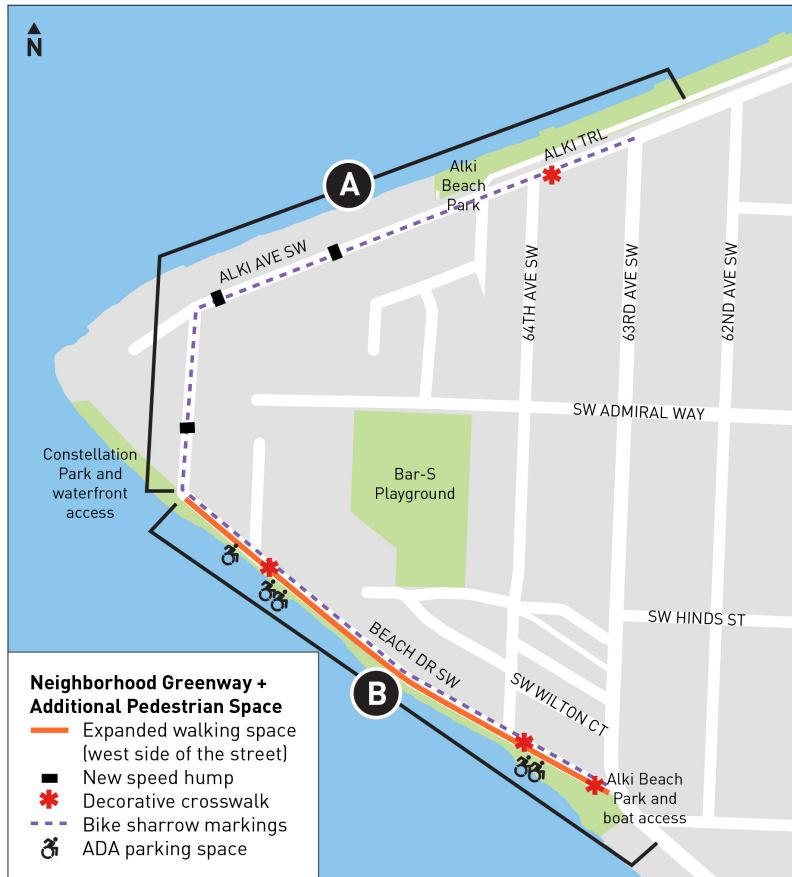 N
A
ALKI TRL
Alki
Beach
Park
ALKI AVE SW
64TH AVE SW
63RD AVE SW
62ND AVE SW
SW ADMIRAL WAY
Constellation
Park and
waterfront
access
Bar-S
Playground
SW HINDS ST
BEACH DR SW
B
SW WILTON CT
Alki Beach
Park and
boat access
Neighborhood Greenway +
Additional Pedestrian Space
Expanded walking space
(west side of the street)
New speed hump
Decorative crosswalk
Bike sharrow markings
ADA parking space